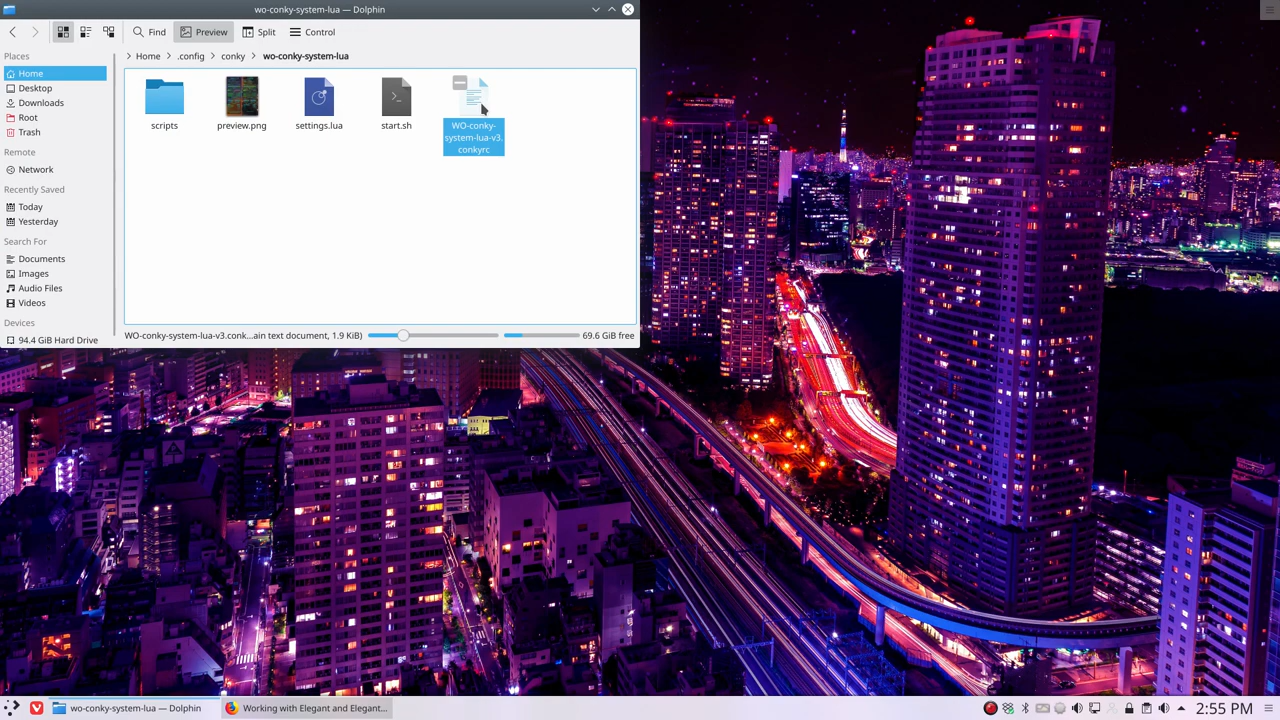 wo-conky-system-lua — Dolphin
Find
Preview
Split
Control
Places
Home
Desktop
Downloads
Root
Trash
Remote
Network
Recently Saved
Today
Yesterday
Search For
Documents
Images
Audio Files
Videos
Devices
94.4 GiB Hard Drive
> Home > .config > conky > wo-conky-system-lua
scripts
preview.png
settings.lua
start.sh
WO-conky-
system-lua-v3.
conkyrc
WO-conky-system-lua-v3.conk...ain text document, 1.9 KiB)
69.6 GiB free
wo-conky-system-lua — Dolphin
Working with Elegant and Elegant...
2:55 PM